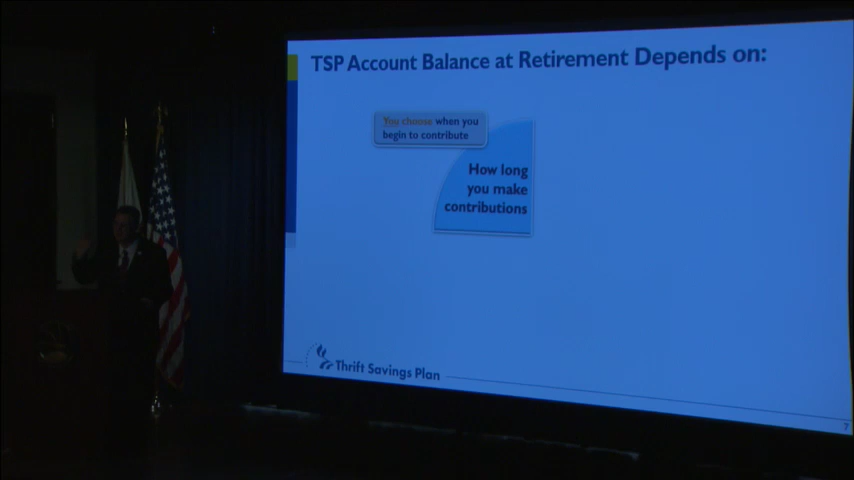 TSP Account Balance at Retirement Depends on:
You choose when you
begin to contribute
How long
you make
contributions
Thrift Savings Plan
7